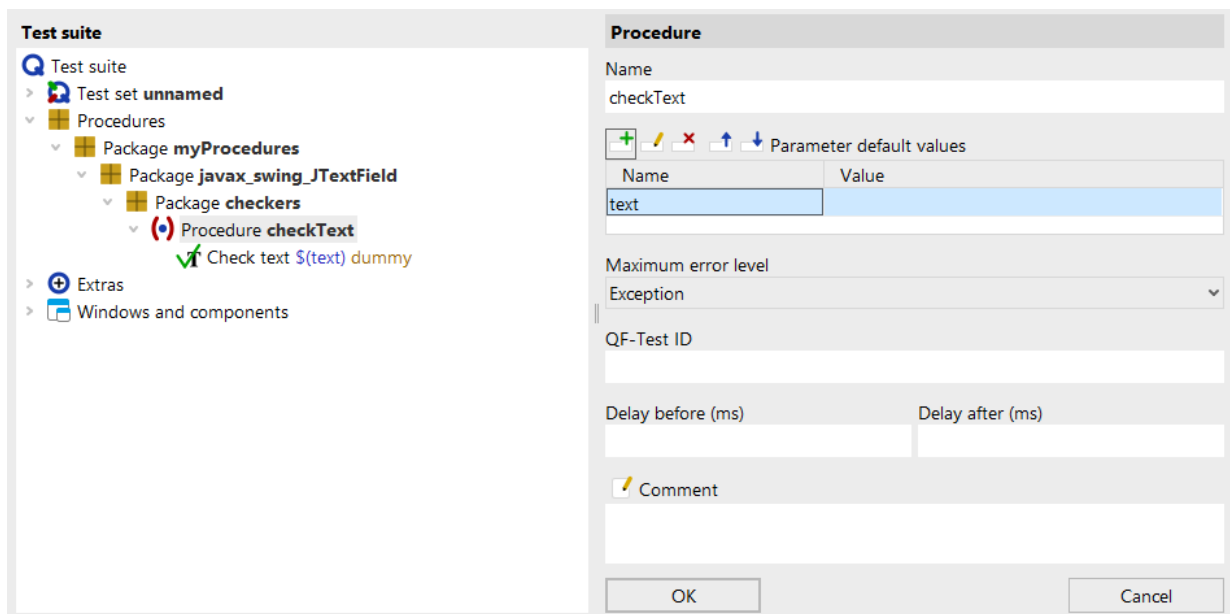 Test suite
Test suite
Test set unnamed
Procedures
Package myProcedures
Package javax_swing_JTextField
Package checkers
Procedure checkText
Check text $(text) dummy
Extras
Windows and components
Procedure
Name
checkText
Parameter default values
Name Value
text
Maximum error level
Exception
QF-Test ID
Delay before (ms) Delay after (ms)
Comment
OK Cancel